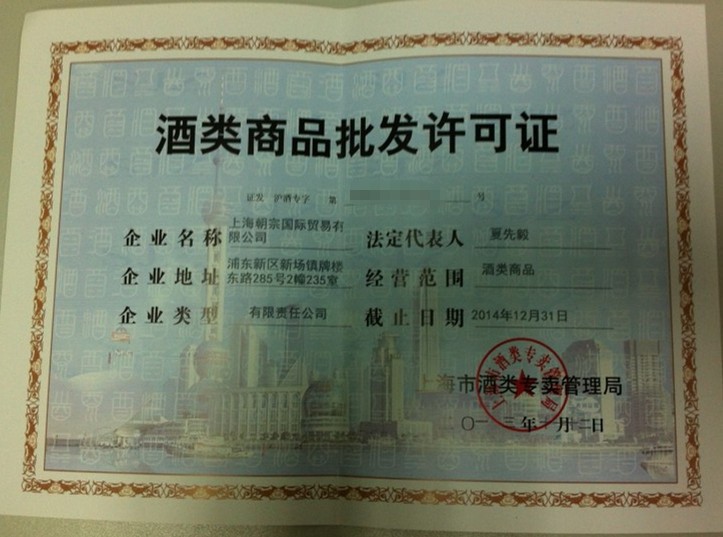 酒类商品批发许可证
证发 沪酒专字 第 号
企业名称 上海朝宗国际贸易有限公司 法定代表人 夏先毅
企业地址 浦东新区新场镇牌楼东路285号2幢235室 经营范围 酒类商品
企业类型 有限责任公司 截止日期 2014年12月31日
海市酒类专卖管理局
年 月二日